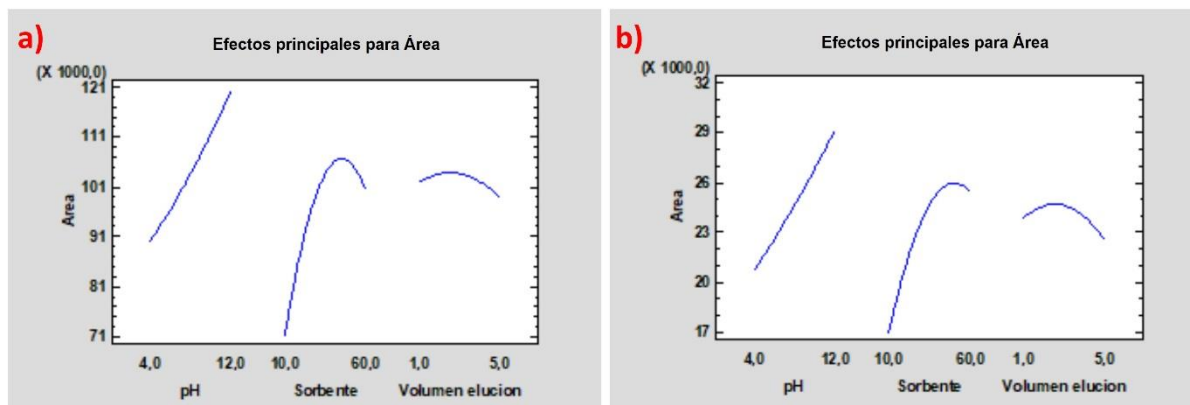 a)
Efectos principales para Área
(X 1000,0)
121
111
101
91
81
71
Area
4,0 12,0 10,0 60,0 1,0 5,0
pH Sorbente Volumen elucion
b)
Efectos principales para Área
(X 1000,0)
32
29
26
23
20
17
Area
4,0 12,0 10,0 60,0 1,0 5,0
pH Sorbente Volumen elucion